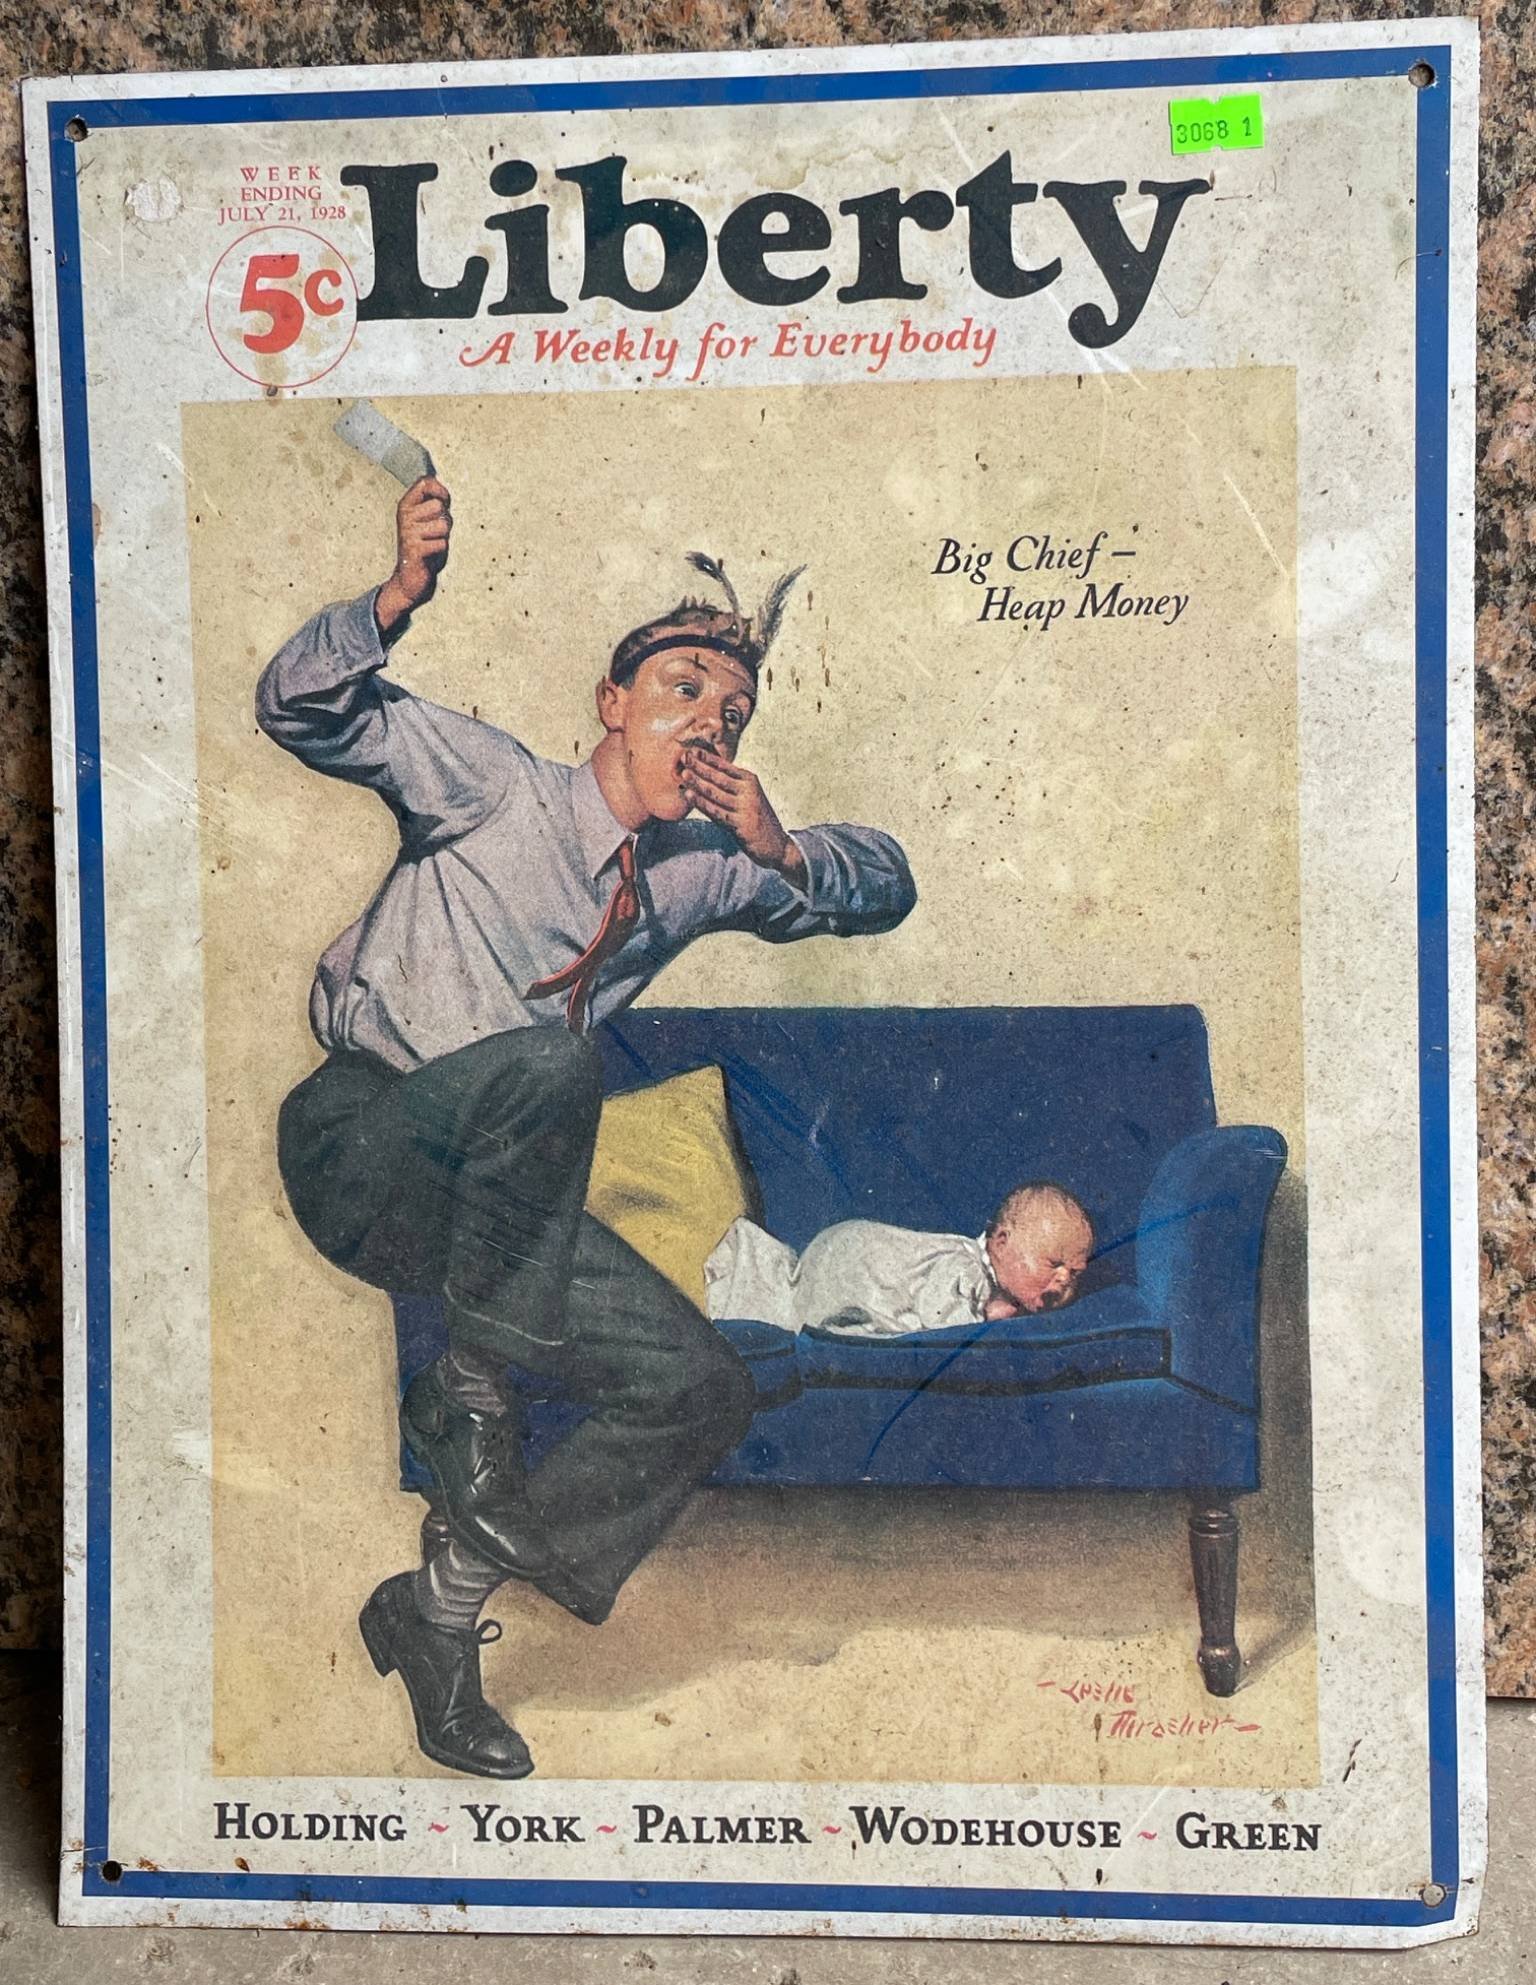 3068 1
WEEK
ENDING
JULY 21, 1928
5c
Liberty
A Weekly for Everybody
Big Chief –
Heap Money
- Leslie
Thrasher -
HOLDING ~ YORK ~ PALMER ~ WODEHOUSE ~ GREEN